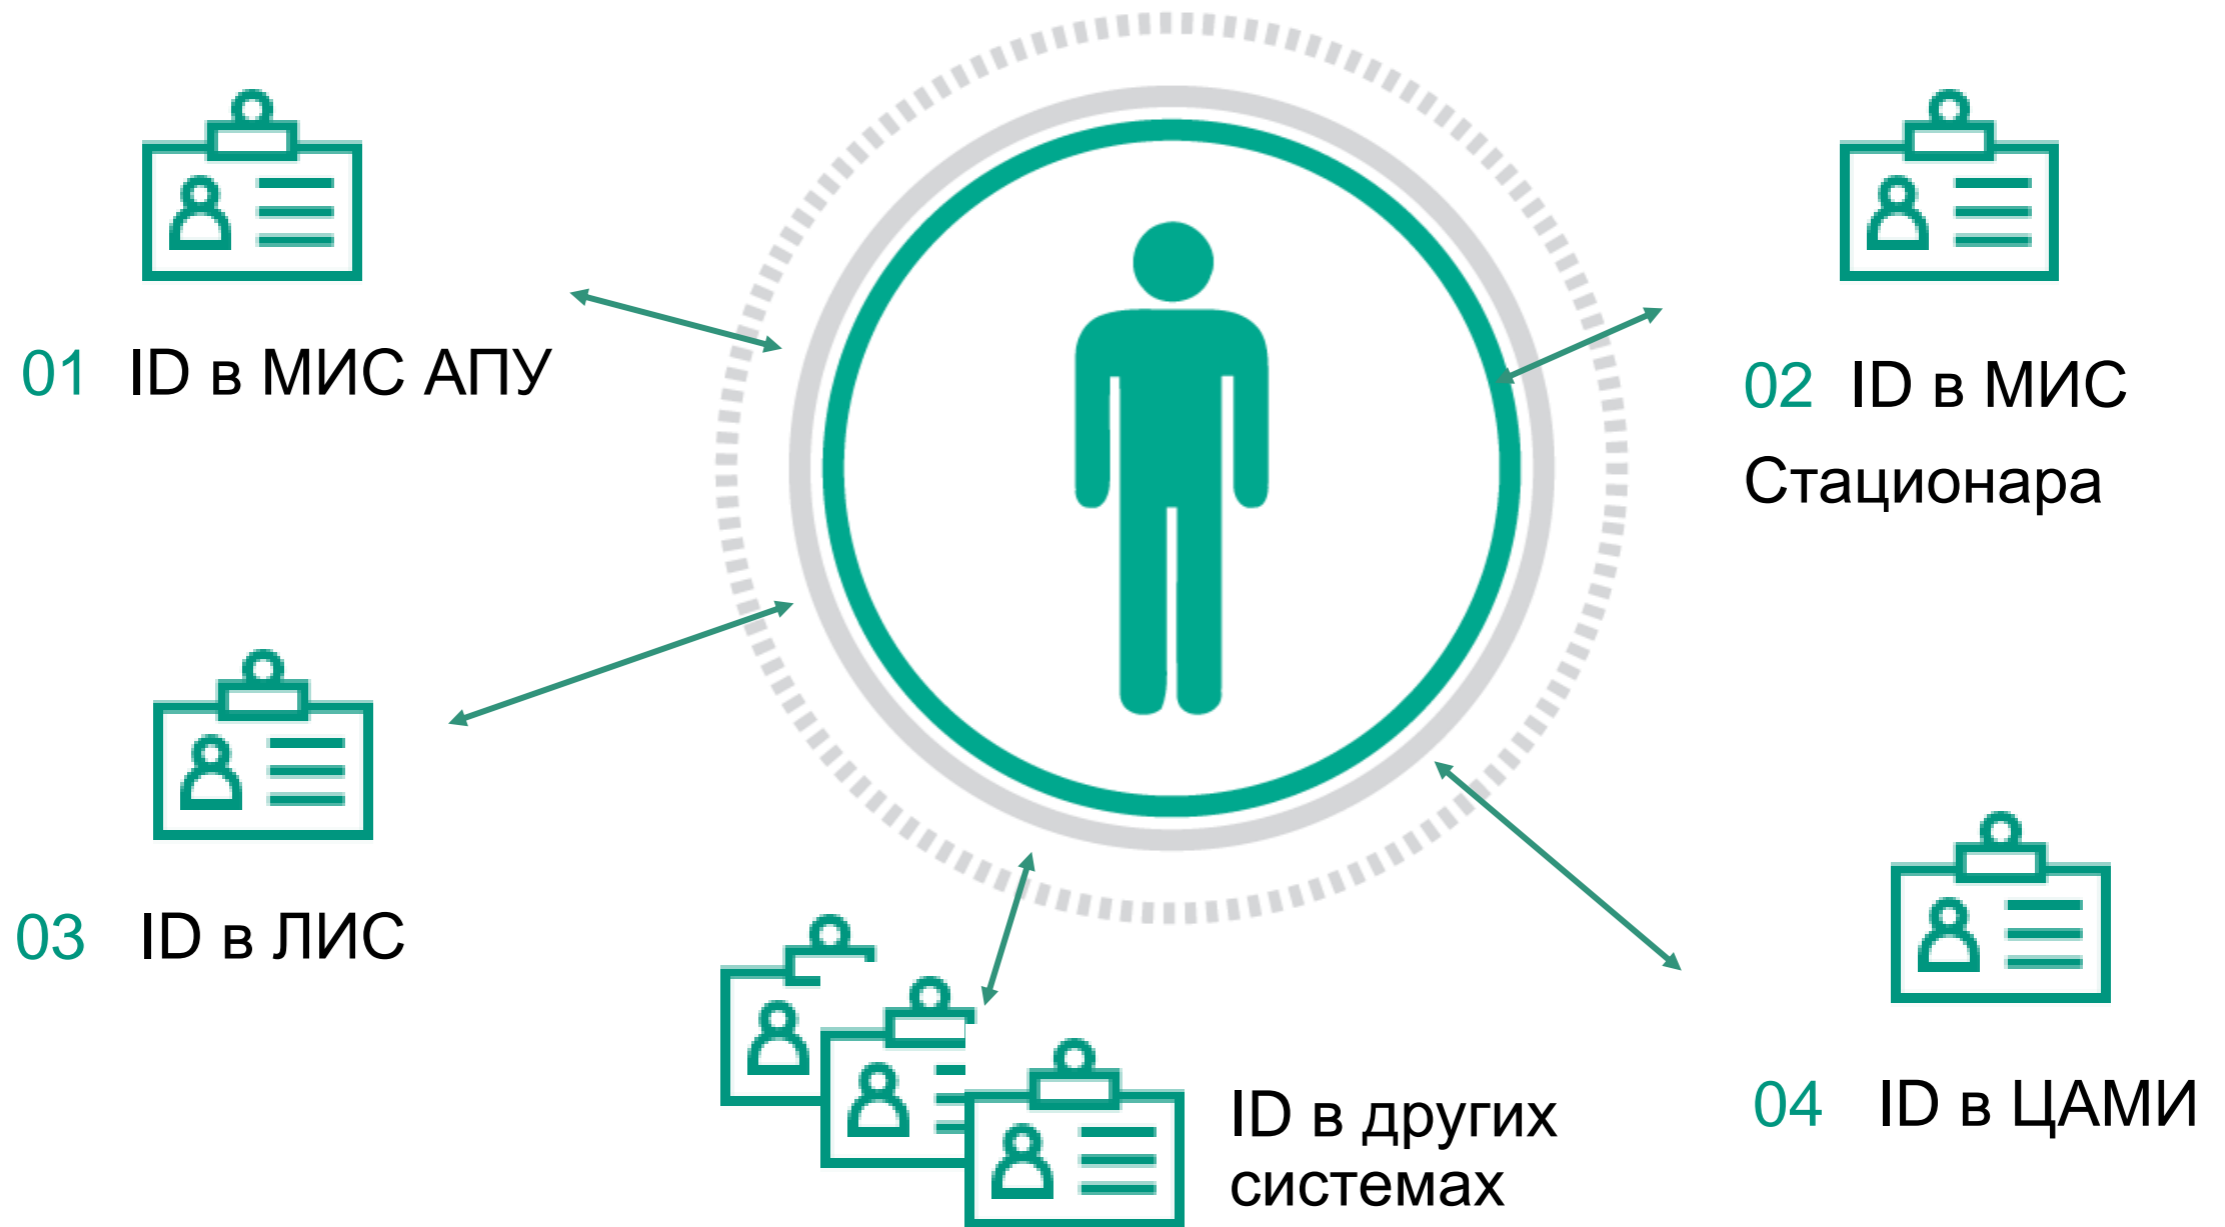 01 ID в МИС АПУ
02 ID в МИС
Стационара
03 ID в ЛИС
04 ID в ЦАМИ
ID в других
системах